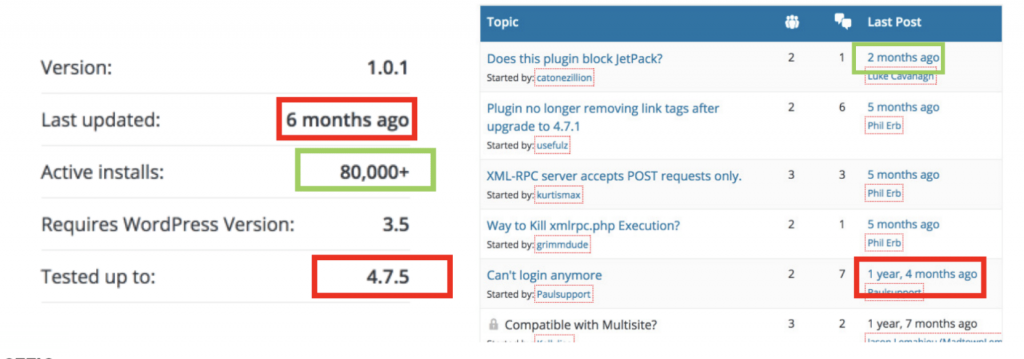 Version: 1.0.1
Last updated: 6 months ago
Active installs: 80,000+
Requires WordPress Version: 3.5
Tested up to: 4.7.5
Topic Last Post
Does this plugin block JetPack? 2 1 2 months ago
Started by: catonezillion Luke Cavanagh
Plugin no longer removing link tags after 2 6 5 months ago
upgrade to 4.7.1 Phil Erb
Started by: usefulz
XML-RPC server accepts POST requests only. 3 3 5 months ago
Started by: kurtismax Phil Erb
Way to Kill xmlrpc.php Execution? 2 1 5 months ago
Started by: grimmdude Phil Erb
Can't login anymore 2 7 1 year, 4 months ago
Started by: Paulsupport Paulsupport
Compatible with Multisite? 3 2 1 year, 7 months ago